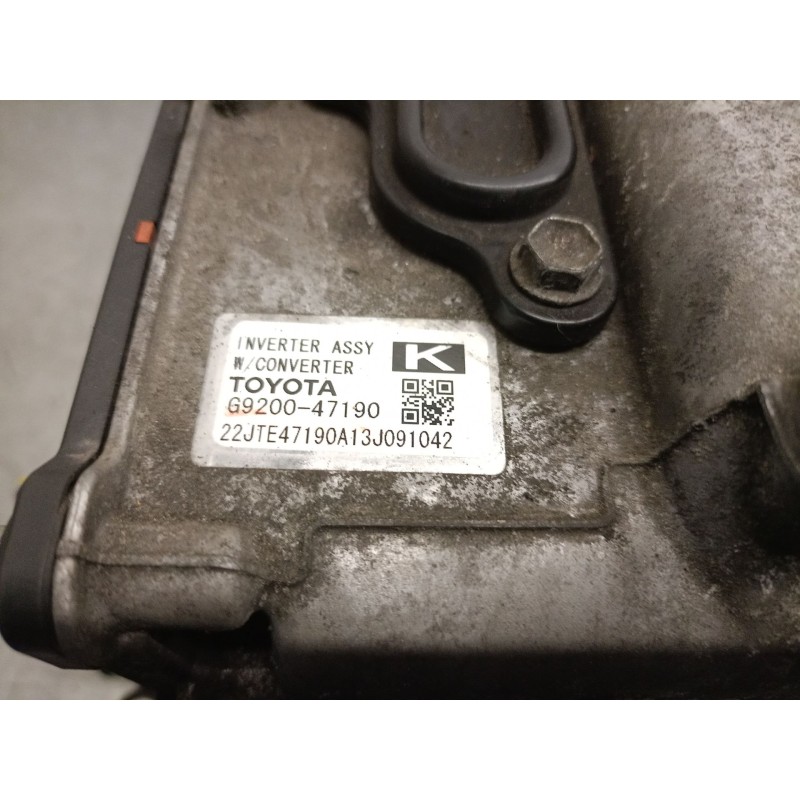 INVERTER ASSY
W/CONVERTER
K
TOYOTA
G9200-47190
22JTE47190A13J091042